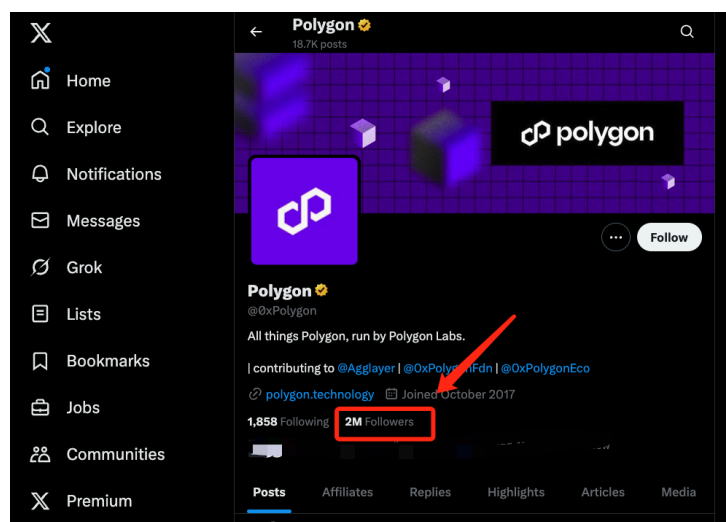 Home
Explore
Notifications
Messages
Grok
Lists
Bookmarks
Jobs
Communities
Premium
Polygon
18.7K posts
polygon
Follow
Polygon
@0xPolygon
All things Polygon, run by Polygon Labs.
| contributing to @Agglayer | @0xPolygonFdn | @0xPolygonEco
polygon.technology Joined October 2017
1,858 Following 2M Followers
Posts Affiliates Replies Highlights Articles Media